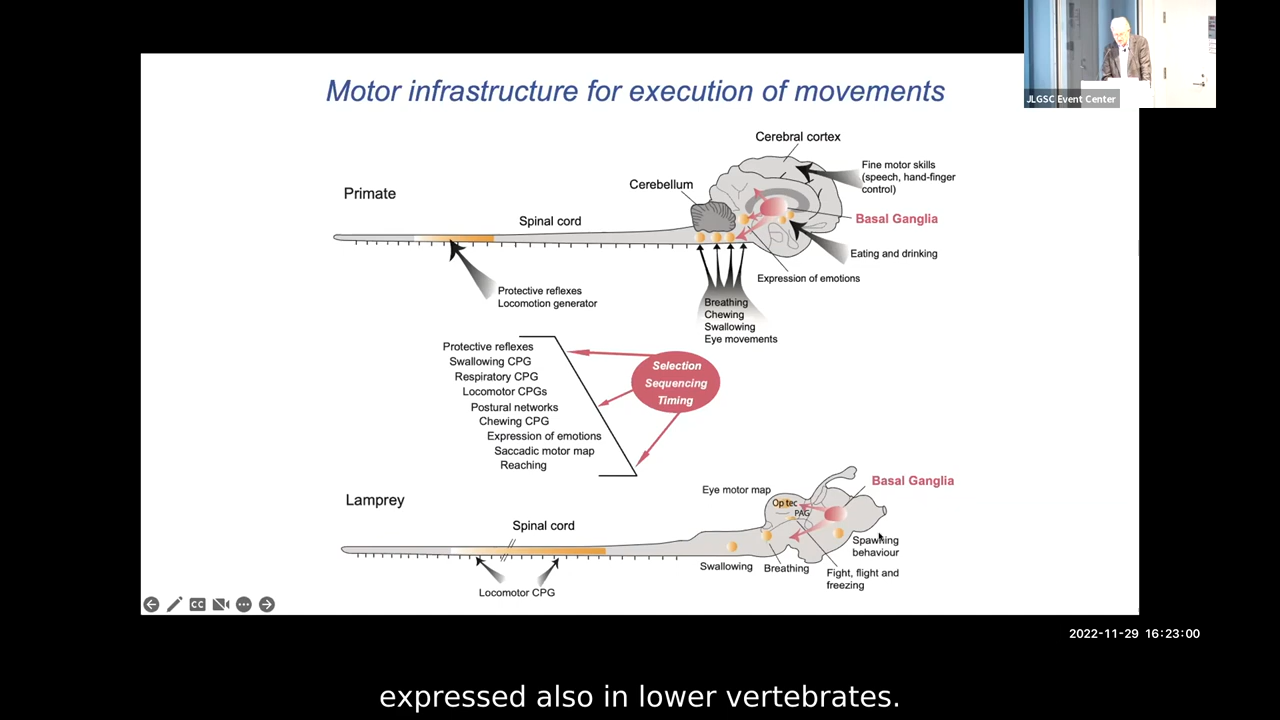 Motor infrastructure for execution of movements
JLGSC Event Center
Cerebral cortex
Fine motor skills
(speech, hand-finger
control)
Cerebellum
Primate
Spinal cord
Basal Ganglia
Eating and drinking
Expression of emotions
Protective reflexes
Locomotion generator
Breathing
Chewing
Swallowing
Eye movements
Protective reflexes
Swallowing CPG
Respiratory CPG
Locomotor CPGs
Postural networks
Chewing CPG
Expression of emotions
Saccadic motor map
Reaching
Selection
Sequencing
Timing
Lamprey
Spinal cord
Eye motor map
Op tec
PAG
Basal Ganglia
Spawning
behaviour
Swallowing
Breathing
Fight, flight and
freezing
Locomotor CPG
CC
2022-11-29 16:23:00
expressed also in lower vertebrates.